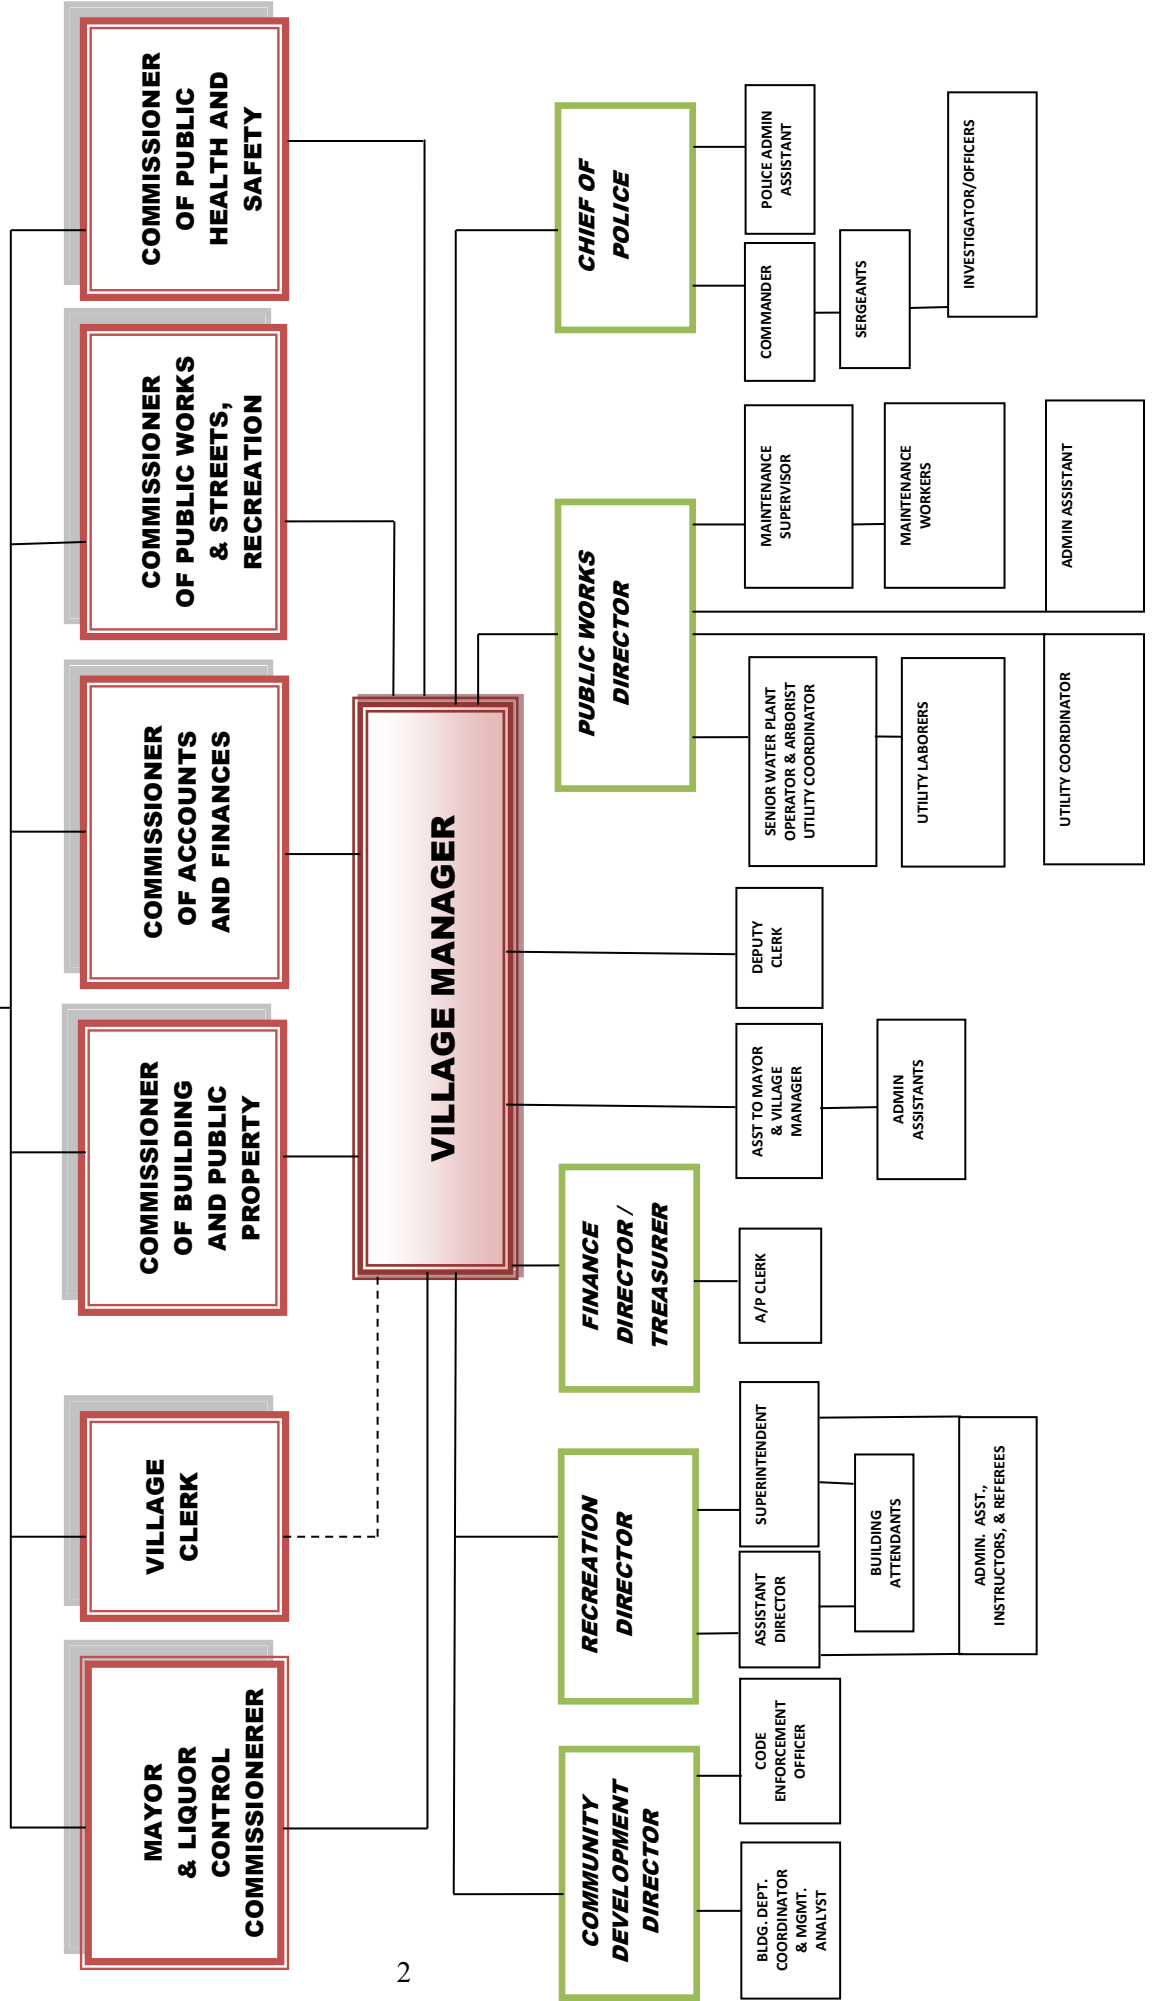 MAYOR
& LIQUOR
CONTROL
COMMISSIONERER
VILLAGE
CLERK
COMMISSIONER
OF BUILDING
AND PUBLIC
PROPERTY
COMMISSIONER
OF ACCOUNTS
AND FINANCES
COMMISSIONER
OF PUBLIC WORKS
& STREETS,
RECREATION
COMMISSIONER
OF PUBLIC
HEALTH AND
SAFETY
VILLAGE MANAGER
COMMUNITY
DEVELOPMENT
DIRECTOR
RECREATION
DIRECTOR
FINANCE
DIRECTOR /
TREASURER
PUBLIC WORKS
DIRECTOR
CHIEF OF
POLICE
BLDG. DEPT.
COORDINATOR
& MGMT.
ANALYST
CODE
ENFORCEMENT
OFFICER
ASSISTANT
DIRECTOR
SUPERINTENDENT
BUILDING
ATTENDANTS
ADMIN. ASST.,
INSTRUCTORS, & REFEREES
A/P CLERK
ASST TO MAYOR
& VILLAGE
MANAGER
ADMIN
ASSISTANTS
DEPUTY
CLERK
SENIOR WATER PLANT
OPERATOR & ARBORIST
UTILITY COORDINATOR
UTILITY LABORERS
UTILITY COORDINATOR
MAINTENANCE
SUPERVISOR
MAINTENANCE
WORKERS
ADMIN ASSISTANT
COMMANDER
POLICE ADMIN
ASSISTANT
SERGEANTS
INVESTIGATOR/OFFICERS
2